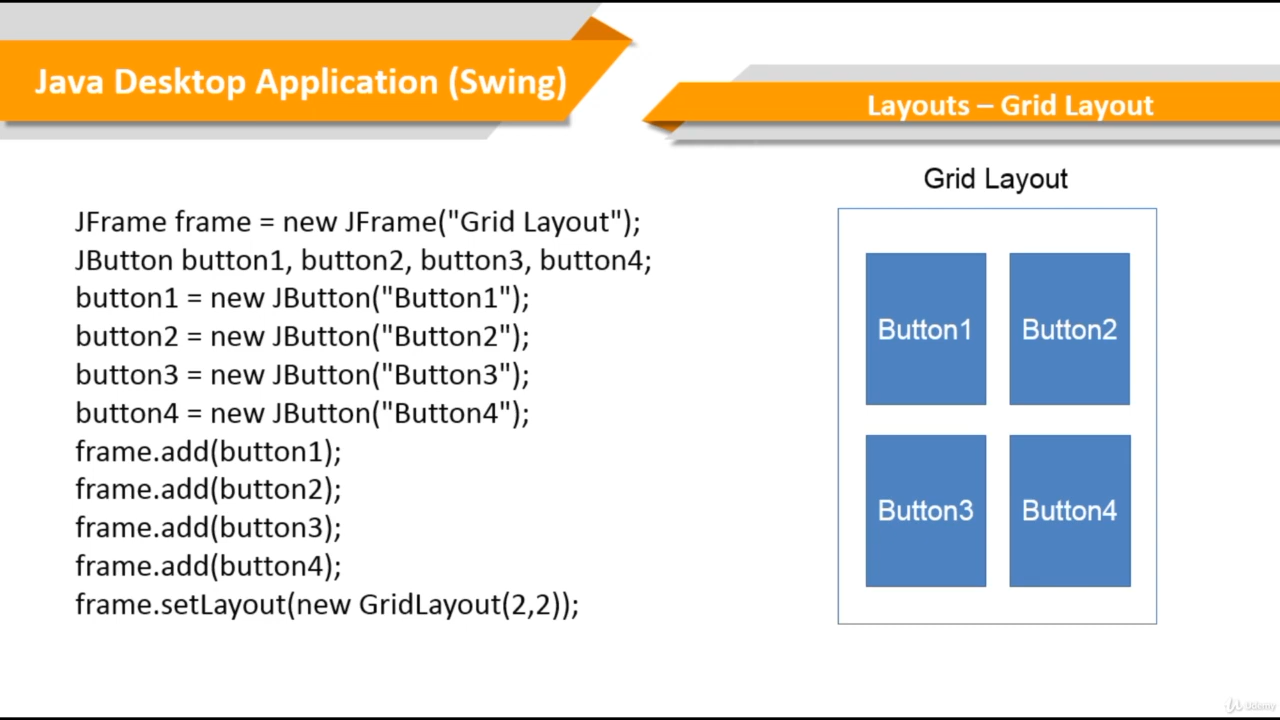 Java Desktop Application (Swing)
Layouts – Grid Layout
JFrame frame = new JFrame("Grid Layout");
JButton button1, button2, button3, button4;
button1 = new JButton("Button1");
button2 = new JButton("Button2");
button3 = new JButton("Button3");
button4 = new JButton("Button4");
frame.add(button1);
frame.add(button2);
frame.add(button3);
frame.add(button4);
frame.setLayout(new GridLayout(2,2));
Grid Layout
Button1
Button2
Button3
Button4
Udemy